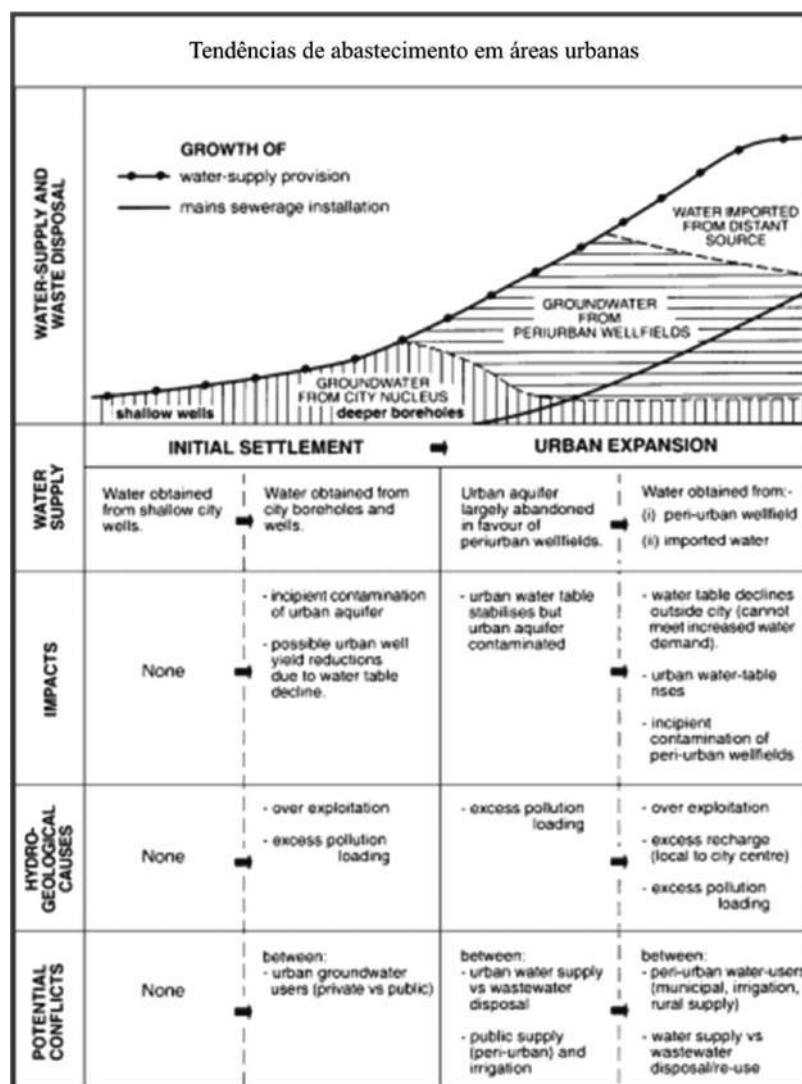 Tendências de abastecimento em áreas urbanas
WATER-SUPPLY AND
WASTE DISPOSAL
GROWTH OF
water-supply provision
mains sewerage installation
WATER IMPORTED
FROM DISTANT
SOURCE
GROUNDWATER
FROM
PERIURBAN WELLFIELDS
GROUNDWATER
FROM CITY NUCLEUS
shallow wells
deeper boreholes
INITIAL SETTLEMENT
URBAN EXPANSION
WATER
SUPPLY
Water obtained
from shallow city
wells.
Water obtained from
city boreholes and
wells.
Urban aquifer
largely abandoned
in favour of
periurban wellfields.
Water obtained from:-
(i) peri-urban wellfield
(ii) imported water
IMPACTS
None
- incipient contamination
of urban aquifer
- possible urban well
yield reductions
due to water table
decline.
- urban water table
stabilises but
urban aquifer
contaminated
- water table declines
outside city (cannot
meet increased water
demand).
- urban water-table
rises
- incipient
contamination of
peri-urban wellfields
HYDRO-
GEOLOGICAL
CAUSES
None
- over exploitation
- excess pollution
loading
- excess pollution
loading
- over exploitation
- excess recharge
(local to city centre)
- excess pollution
loading
POTENTIAL
CONFLICTS
None
between:
- urban groundwater
users (private vs public)
between:
- urban water supply
vs wastewater
disposal
- public supply
(peri-urban) and
irrigation
between:
- peri-urban water-users
(municipal, irrigation,
rural supply)
- water supply vs
wastewater
disposal/re-use